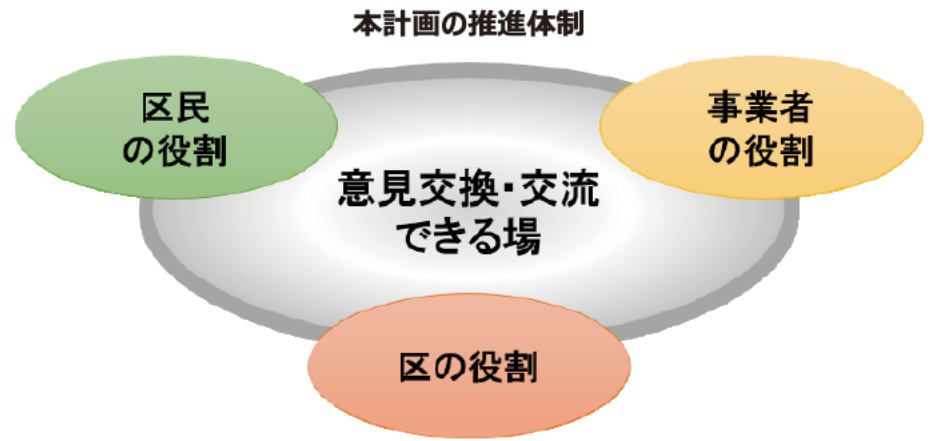 本計画の推進体制
区民
の役割
事業者
の役割
意見交換・交流
できる場
区の役割